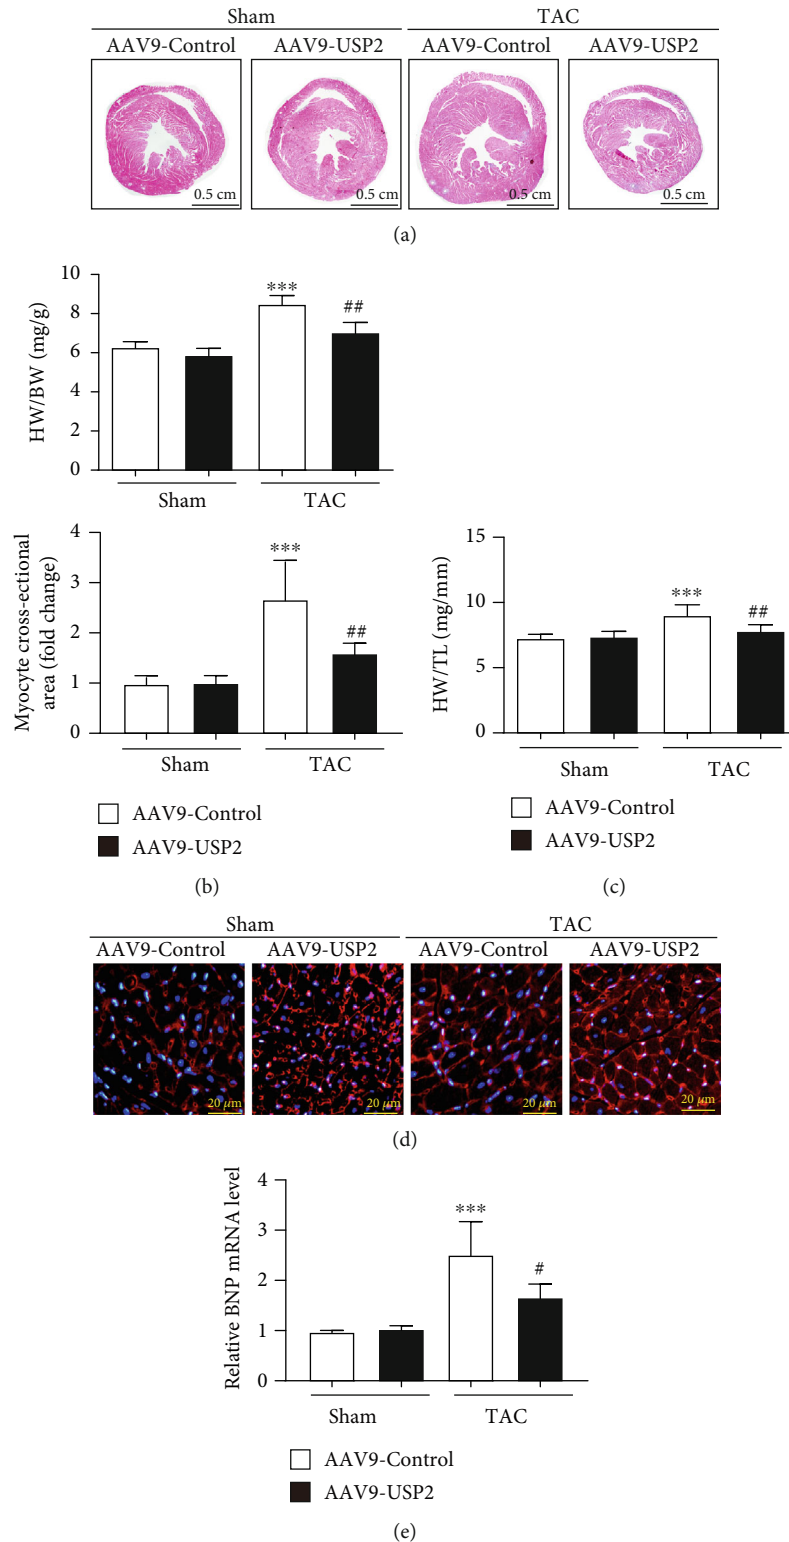 Sham TAC
AAV9-Control AAV9-USP2 AAV9-Control AAV9-USP2
0.5 cm 0.5 cm 0.5 cm 0.5 cm
(a)
HW/BW (mg/g)
10
8
6
4
2
0
***
##
Sham TAC
Myocyte cross-ectional
area (fold change)
4
3
2
1
0
***
##
Sham TAC
AAV9-Control
AAV9-USP2
(b)
HW/TL (mg/mm)
15
10
5
0
***
##
Sham TAC
AAV9-Control
AAV9-USP2
(c)
Sham TAC
AAV9-Control AAV9-USP2 AAV9-Control AAV9-USP2
20 μm 20 μm 20 μm 20 μm
(d)
Relative BNP mRNA level
4
3
2
1
0
***
#
Sham TAC
AAV9-Control
AAV9-USP2
(e)